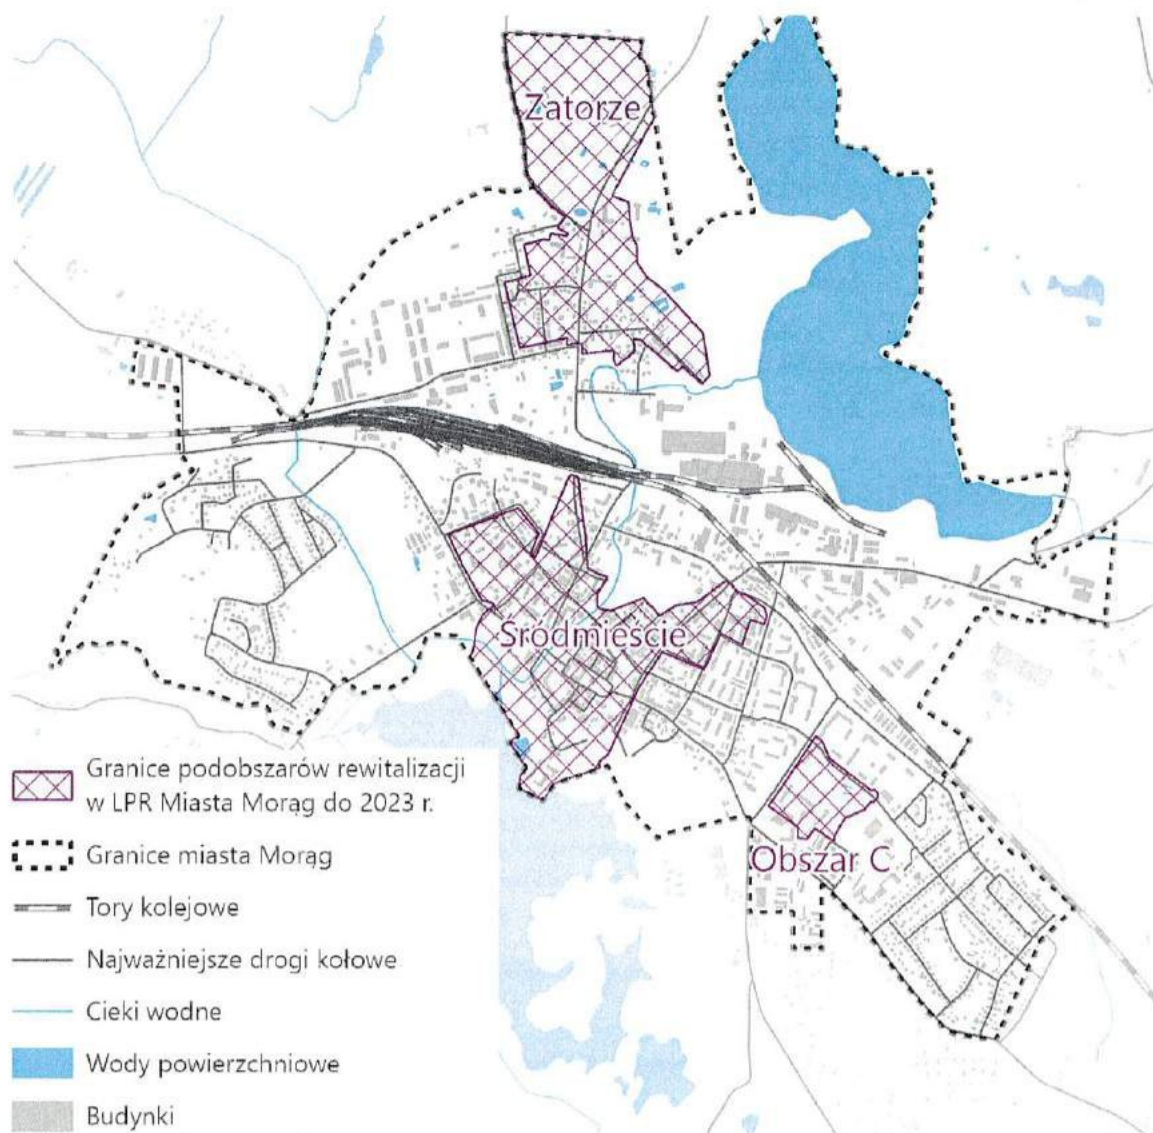 Zatorze
Śródmieście
Obszar C
Granice podobszarów rewitalizacji
w LPR Miasta Morąg do 2023 r.
Granice miasta Morąg
Tory kolejowe
Najważniejsze drogi kołowe
Cieki wodne
Wody powierzchniowe
Budynki